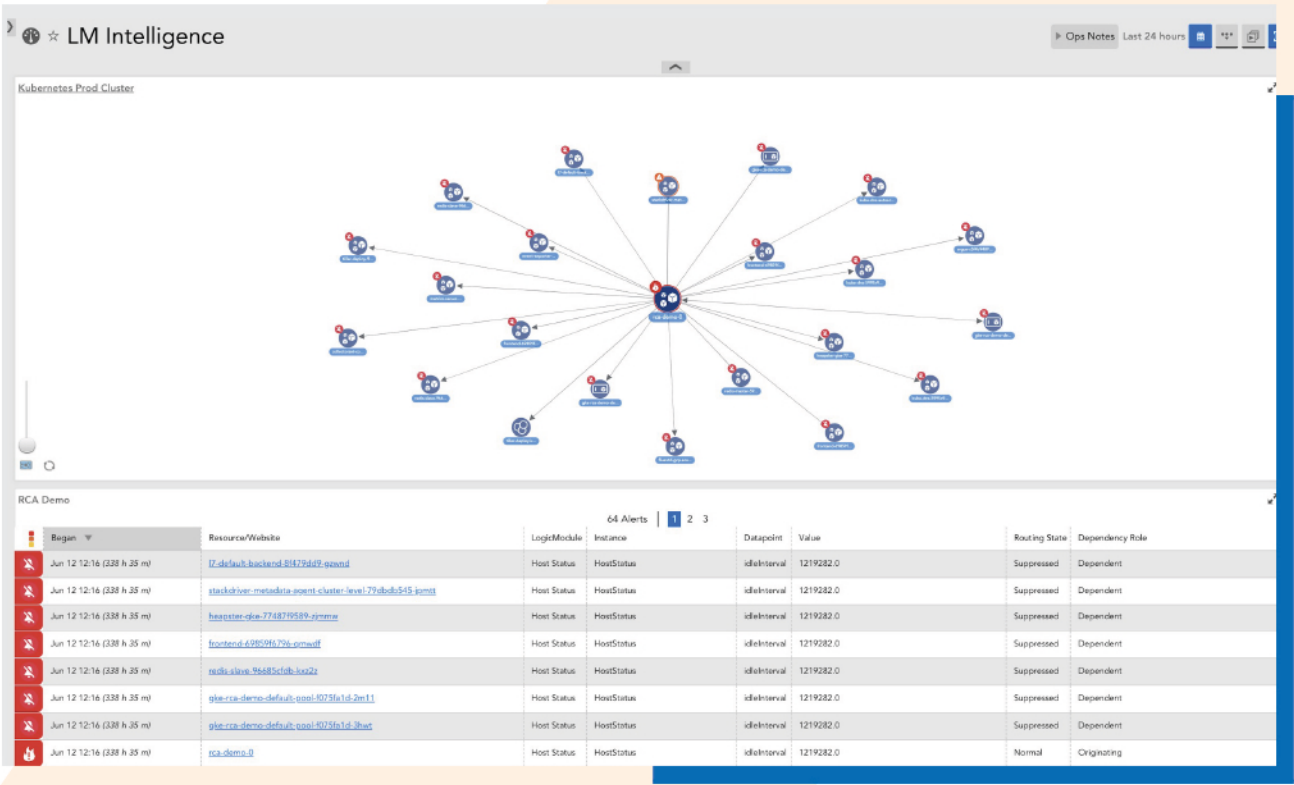 LM Intelligence
Ops Notes Last 24 hours
Kubernetes Prod Cluster
rca-demo-0
RCA Demo
64 Alerts 1 2 3
Began Resource/Website LogicModule Instance Datapoint Value Routing State Dependency Role
Jun 12 12:16 (338 h 35 m) l7-default-backend-8f479dd9-gzwnd Host Status HostStatus idleInterval 1219282.0 Suppressed Dependent
Jun 12 12:16 (338 h 35 m) stackdriver-metadata-agent-cluster-level-79dbdb545-jpmtt Host Status HostStatus idleInterval 1219282.0 Suppressed Dependent
Jun 12 12:16 (338 h 35 m) heapster-gke-77487f9589-zjmmw Host Status HostStatus idleInterval 1219282.0 Suppressed Dependent
Jun 12 12:16 (338 h 35 m) frontend-69859f6796-pmwdf Host Status HostStatus idleInterval 1219282.0 Suppressed Dependent
Jun 12 12:16 (338 h 35 m) redis-slave-96685cfdb-kxz2z Host Status HostStatus idleInterval 1219282.0 Suppressed Dependent
Jun 12 12:16 (338 h 35 m) gke-rca-demo-default-pool-f075fa1d-2m11 Host Status HostStatus idleInterval 1219282.0 Suppressed Dependent
Jun 12 12:16 (338 h 35 m) gke-rca-demo-default-pool-f075fa1d-3hwt Host Status HostStatus idleInterval 1219282.0 Suppressed Dependent
Jun 12 12:16 (338 h 35 m) rca-demo-0 Host Status HostStatus idleInterval 1219282.0 Normal Originating